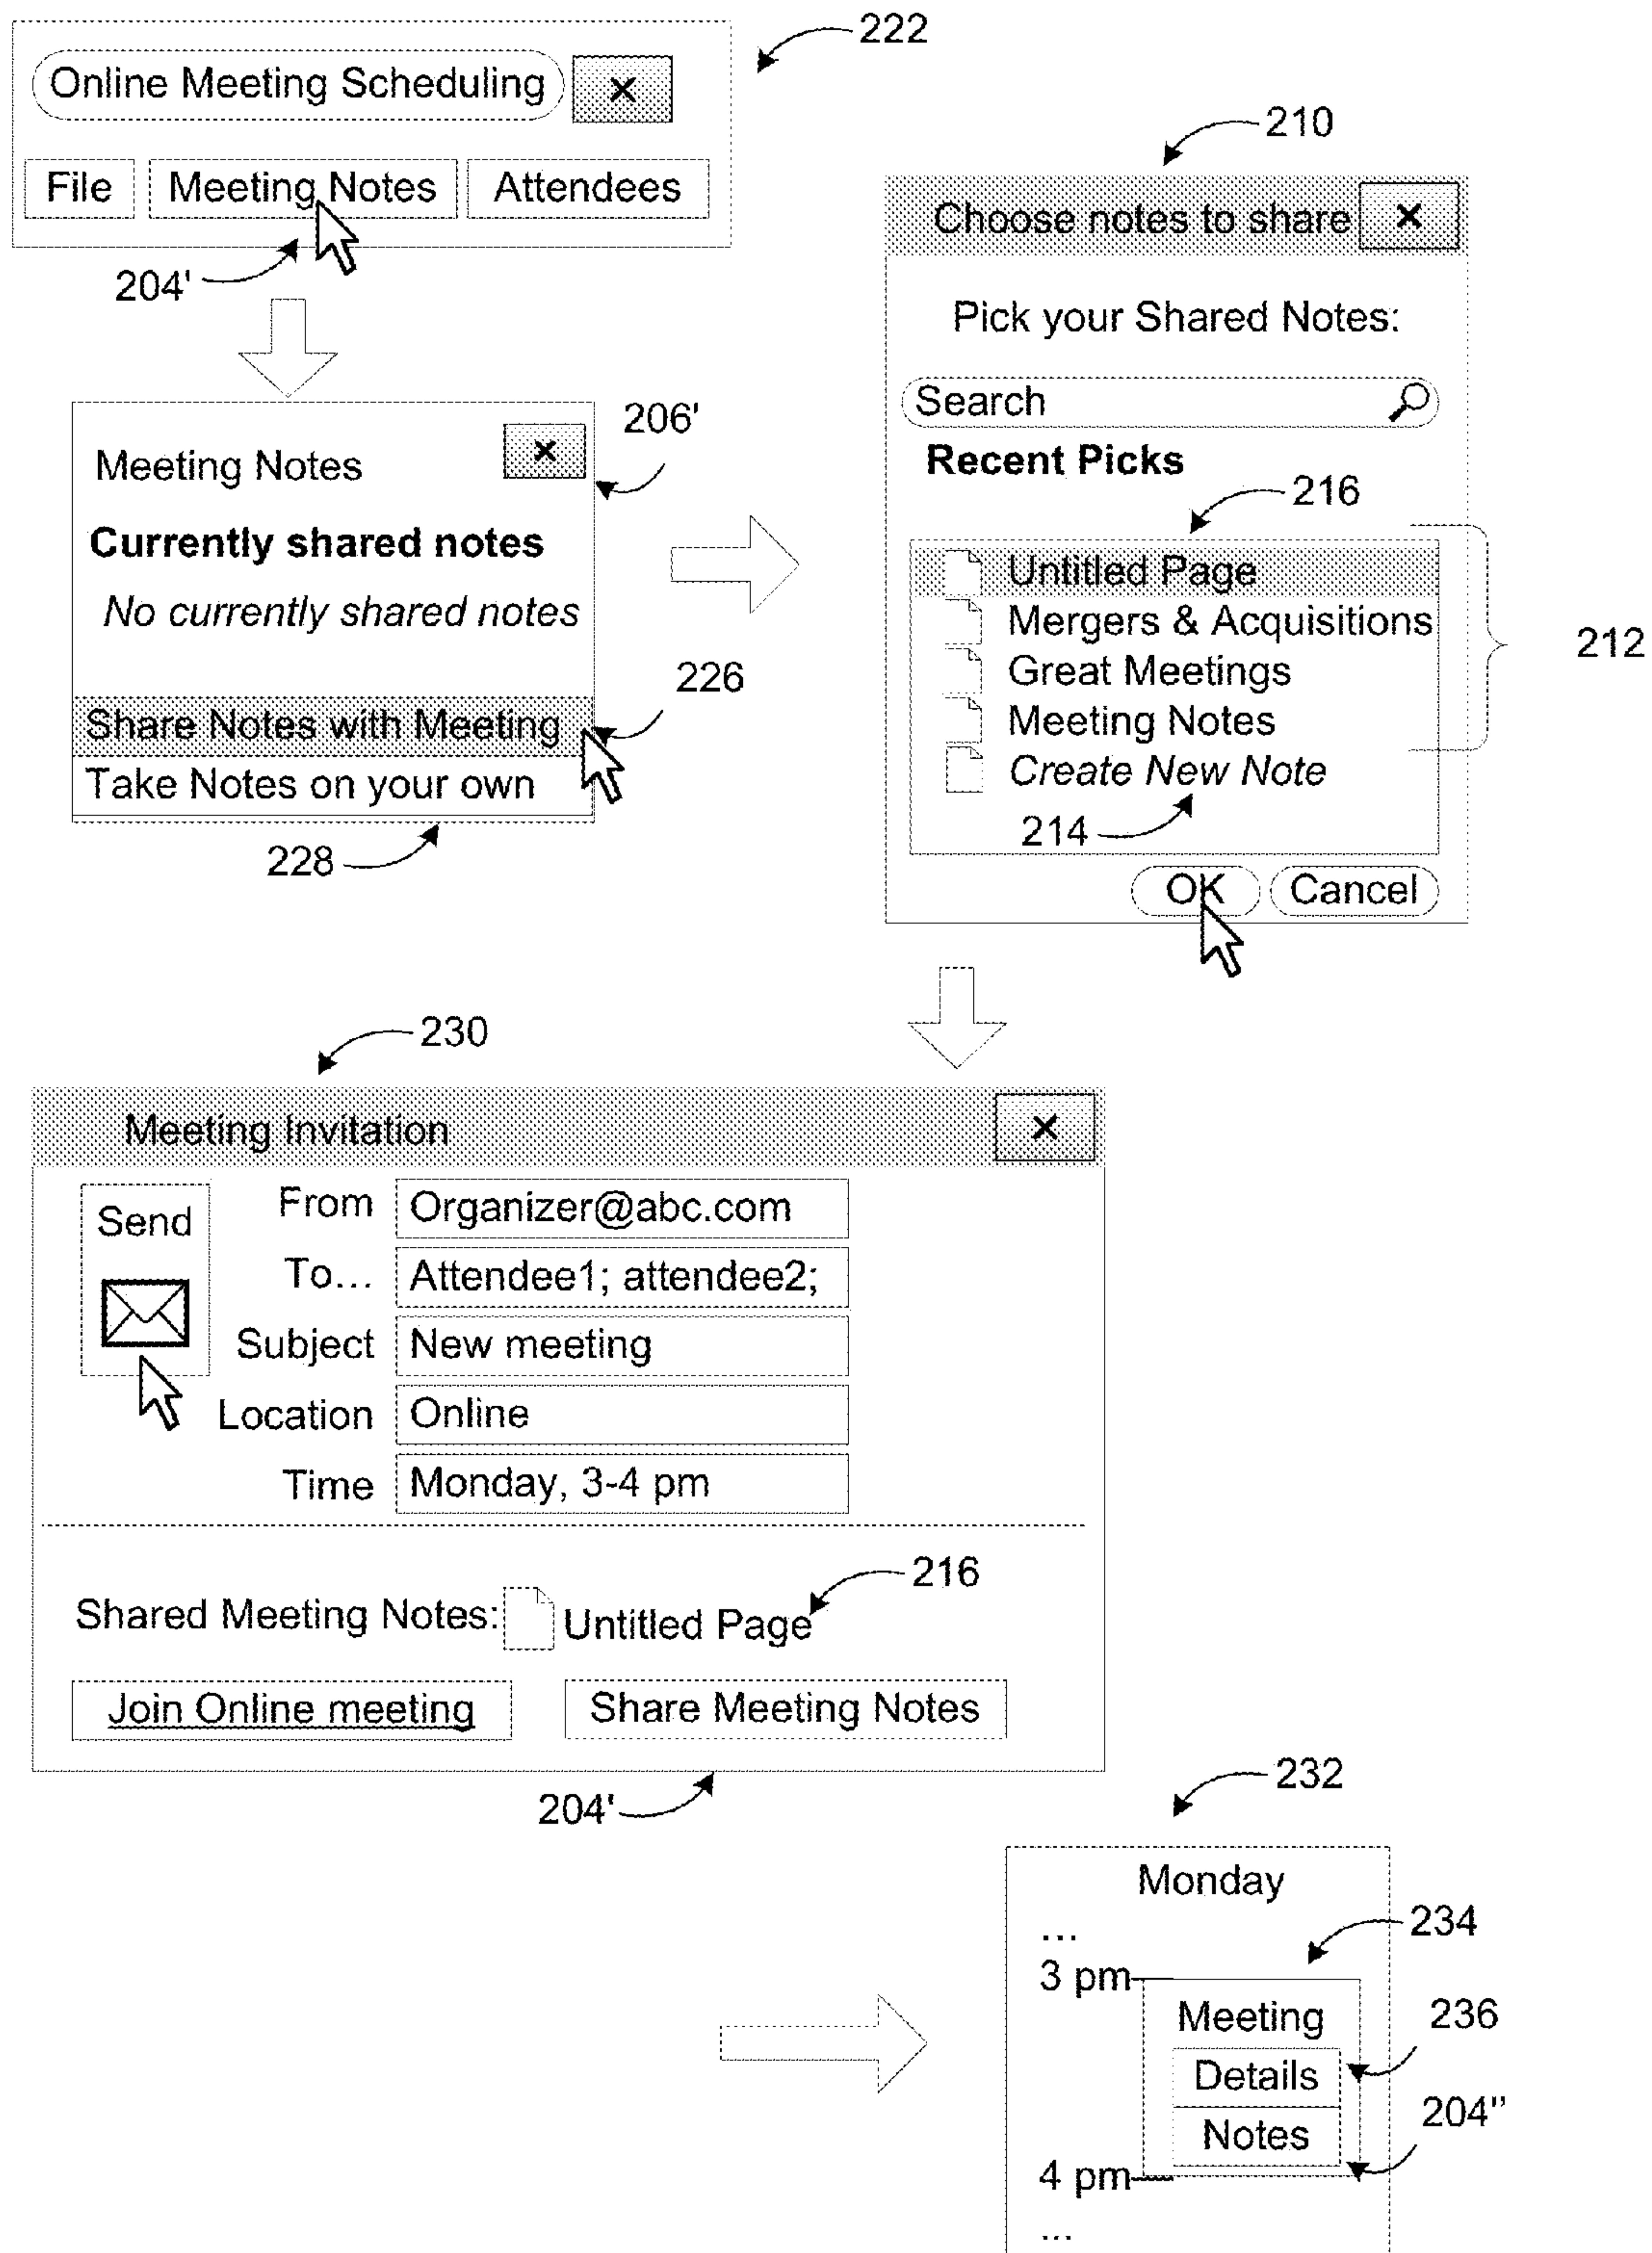 222
Online Meeting Scheduling ×
File Meeting Notes Attendees
204'
206'
Meeting Notes ×
Currently shared notes
No currently shared notes
226
Share Notes with Meeting
Take Notes on your own
228
210
Choose notes to share ×
Pick your Shared Notes:
Search
Recent Picks
216
Untitled Page
Mergers & Acquisitions
212
Great Meetings
Meeting Notes
Create New Note
214
OK Cancel
230
Meeting Invitation ×
Send
From Organizer@abc.com
To... Attendee1; attendee2;
Subject New meeting
Location Online
Time Monday, 3-4 pm
216
Shared Meeting Notes: Untitled Page
Join Online meeting Share Meeting Notes
204'
232
Monday
...
234
3 pm
Meeting
236
Details
204"
Notes
4 pm
...